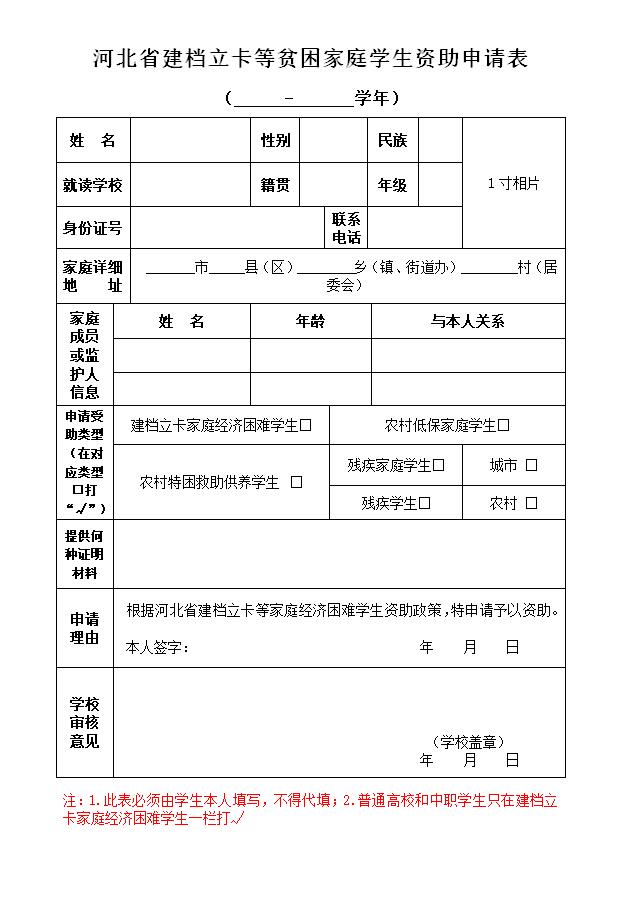 河北省建档立卡等贫困家庭学生资助申请表
（______－_______学年）
姓　名　性别　民族
1寸相片
就读学校　籍贯　年级
身份证号　联系
电话
家庭详细
地　　址
_______市_____县（区）________乡（镇、街道办）________村（居
委会）
家庭
成员
或监
护人
信息
姓　名　年龄　与本人关系
申请受
助类型
（在对
应类型
口打
“√”）
建档立卡家庭经济困难学生□　农村低保家庭学生□
农村特困救助供养学生 □
残疾家庭学生□　城市 □
残疾学生□　农村 □
提供何
种证明
材料
申请
理由
根据河北省建档立卡等家庭经济困难学生资助政策,特申请予以资助。
本人签字:　年　月　日
学校
审核
意见
（学校盖章）
年　月　日
注：1.此表必须由学生本人填写，不得代填；2.普通高校和中职学生只在建档立
卡家庭经济困难学生一栏打√